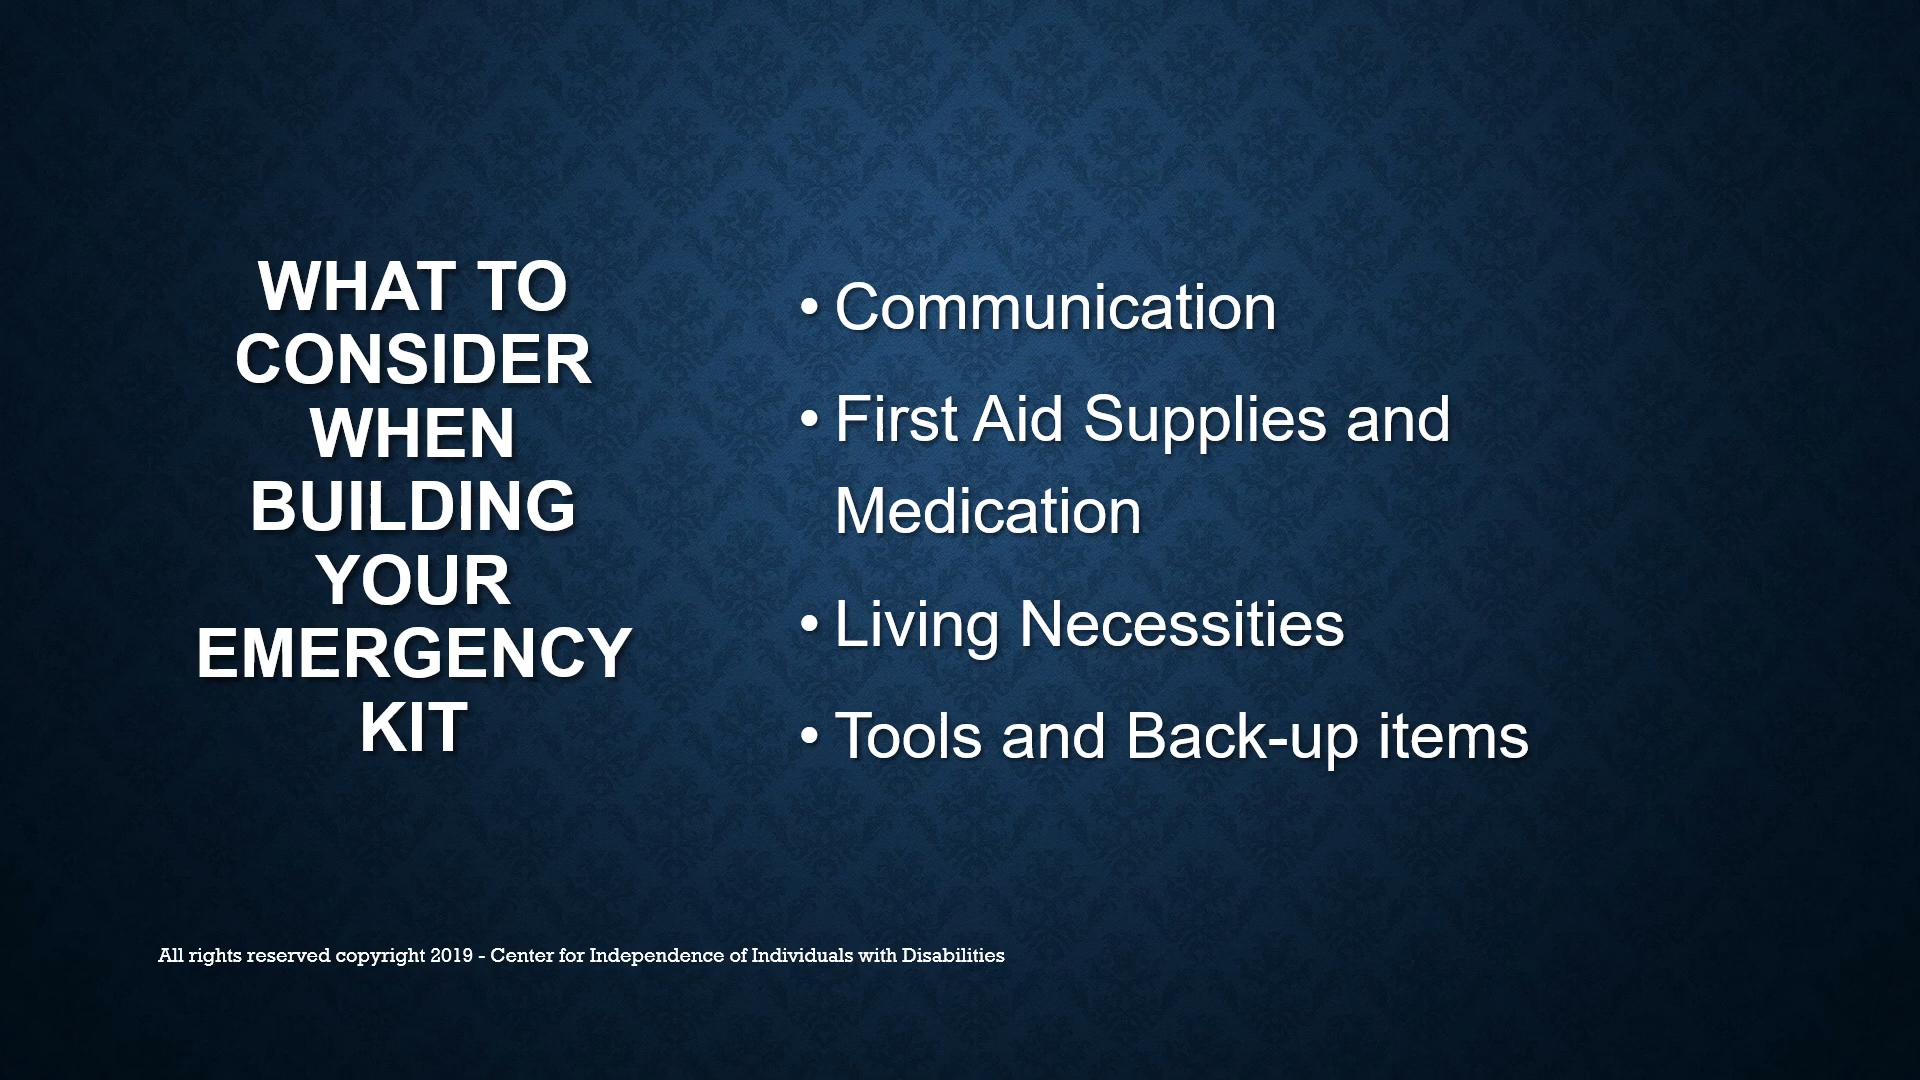 WHAT TO
CONSIDER
WHEN
BUILDING
YOUR
EMERGENCY
KIT
• Communication
• First Aid Supplies and
Medication
• Living Necessities
• Tools and Back-up items
All rights reserved copyright 2019 - Center for Independence of Individuals with Disabilities